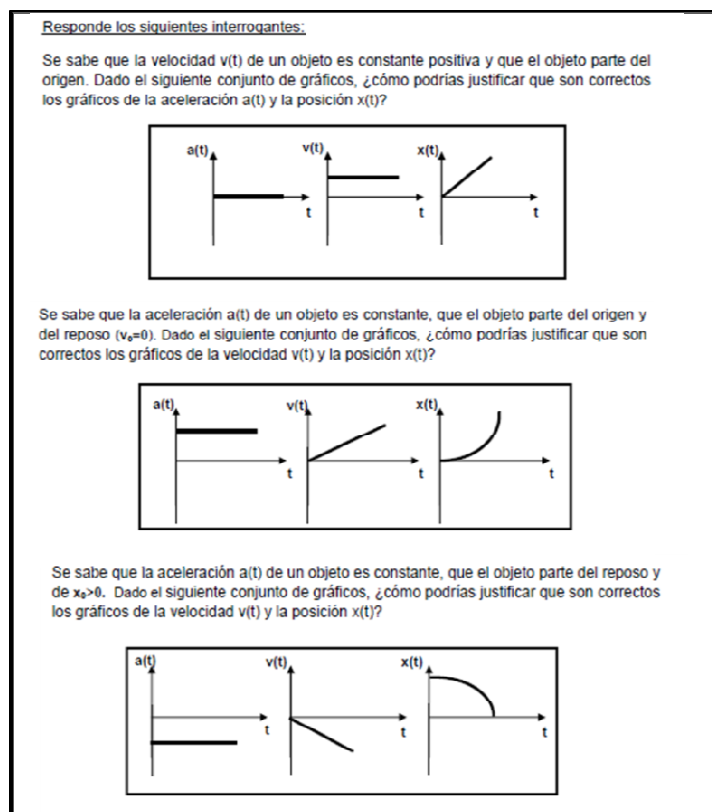 Responde los siguientes interrogantes:
Se sabe que la velocidad v(t) de un objeto es constante positiva y que el objeto parte del
origen. Dado el siguiente conjunto de gráficos, ¿cómo podrías justificar que son correctos
los gráficos de la aceleración a(t) y la posición x(t)?
a(t) v(t) x(t)
t t t
Se sabe que la aceleración a(t) de un objeto es constante, que el objeto parte del origen y
del reposo (v₀=0). Dado el siguiente conjunto de gráficos, ¿cómo podrías justificar que son
correctos los gráficos de la velocidad v(t) y la posición x(t)?
a(t) v(t) x(t)
t t t
Se sabe que la aceleración a(t) de un objeto es constante, que el objeto parte del reposo y
de x₀>0. Dado el siguiente conjunto de gráficos, ¿cómo podrías justificar que son correctos
los gráficos de la velocidad v(t) y la posición x(t)?
a(t) v(t) x(t)
t t t